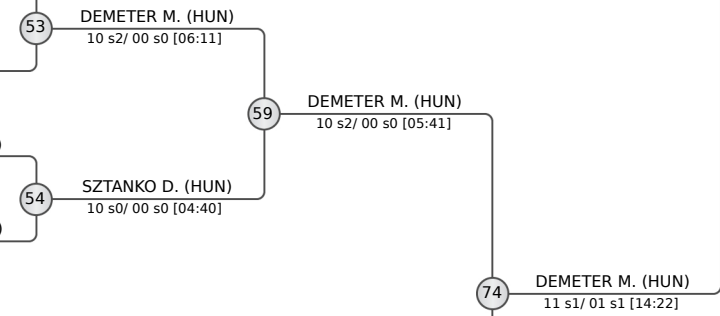 DEMETER M. (HUN)
53
10 s2/ 00 s0 [06:11]
DEMETER M. (HUN)
59
10 s2/ 00 s0 [05:41]
SZTANKO D. (HUN)
54
10 s0/ 00 s0 [04:40]
DEMETER M. (HUN)
74
11 s1/ 01 s1 [14:22]